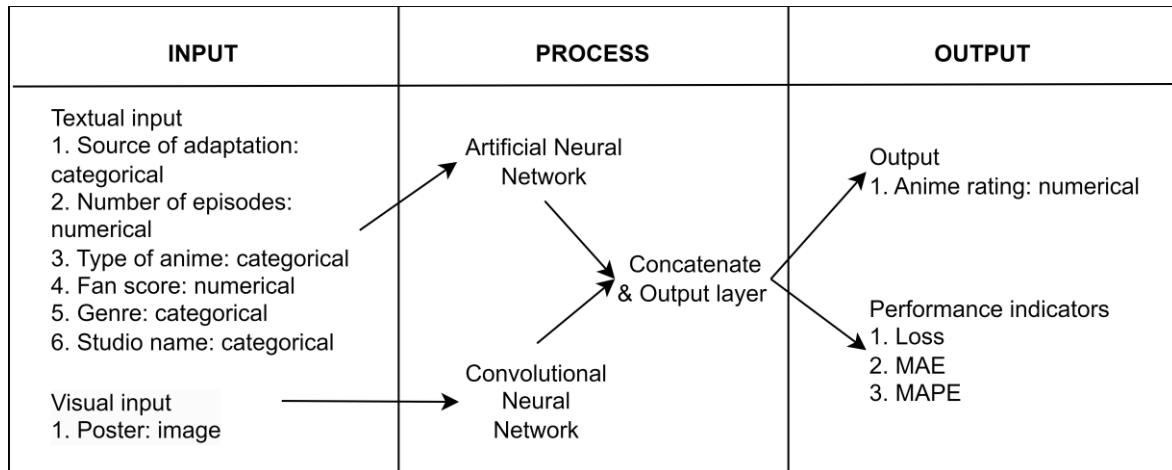 INPUT
PROCESS
OUTPUT
Textual input
1. Source of adaptation:
categorical
2. Number of episodes:
numerical
3. Type of anime: categorical
4. Fan score: numerical
5. Genre: categorical
6. Studio name: categorical
Visual input
1. Poster: image
Artificial Neural
Network
Convolutional
Neural
Network
Concatenate
& Output layer
Output
1. Anime rating: numerical
Performance indicators
1. Loss
2. MAE
3. MAPE